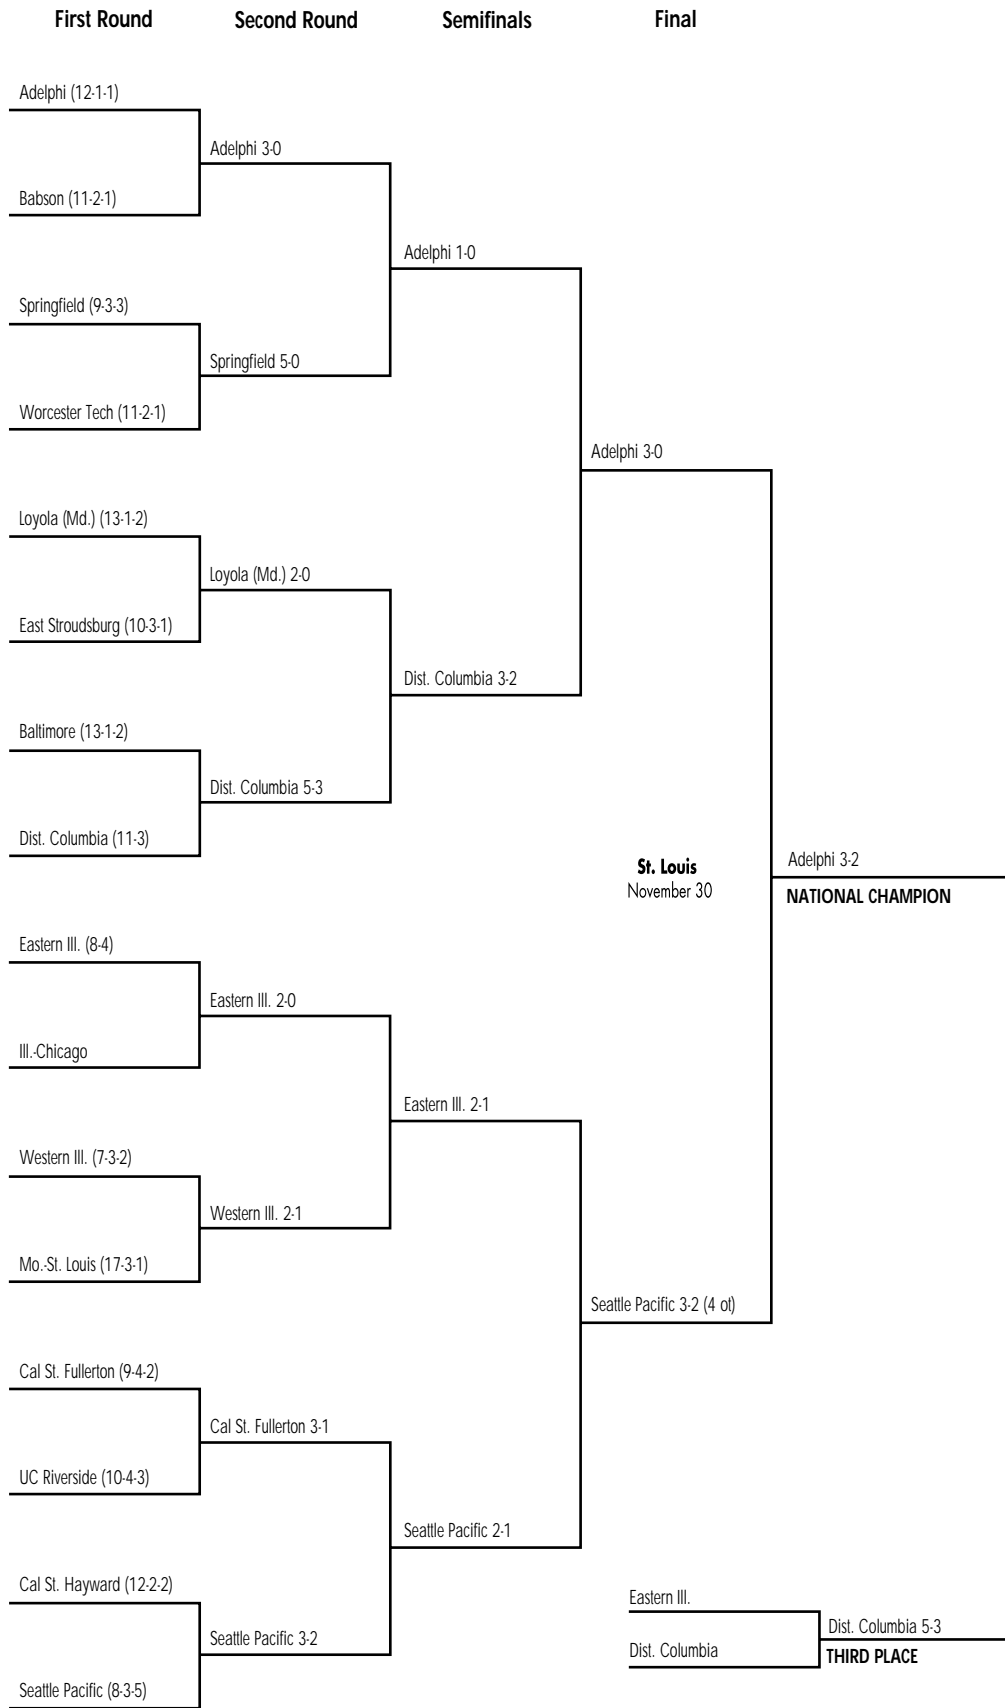 First Round
Second Round
Semifinals
Final
Adelphi (12-1-1)
Adelphi 3-0
Babson (11-2-1)
Adelphi 1-0
Springfield (9-3-3)
Springfield 5-0
Worcester Tech (11-2-1)
Adelphi 3-0
Loyola (Md.) (13-1-2)
Loyola (Md.) 2-0
East Stroudsburg (10-3-1)
Dist. Columbia 3-2
Baltimore (13-1-2)
Dist. Columbia 5-3
Dist. Columbia (11-3)
St. Louis
November 30
Adelphi 3-2
NATIONAL CHAMPION
Eastern Ill. (8-4)
Eastern Ill. 2-0
Ill.-Chicago
Eastern Ill. 2-1
Western Ill. (7-3-2)
Western Ill. 2-1
Mo.-St. Louis (17-3-1)
Seattle Pacific 3-2 (4 ot)
Cal St. Fullerton (9-4-2)
Cal St. Fullerton 3-1
UC Riverside (10-4-3)
Seattle Pacific 2-1
Cal St. Hayward (12-2-2)
Seattle Pacific 3-2
Seattle Pacific (8-3-5)
Eastern Ill.
Dist. Columbia 5-3
Dist. Columbia
THIRD PLACE